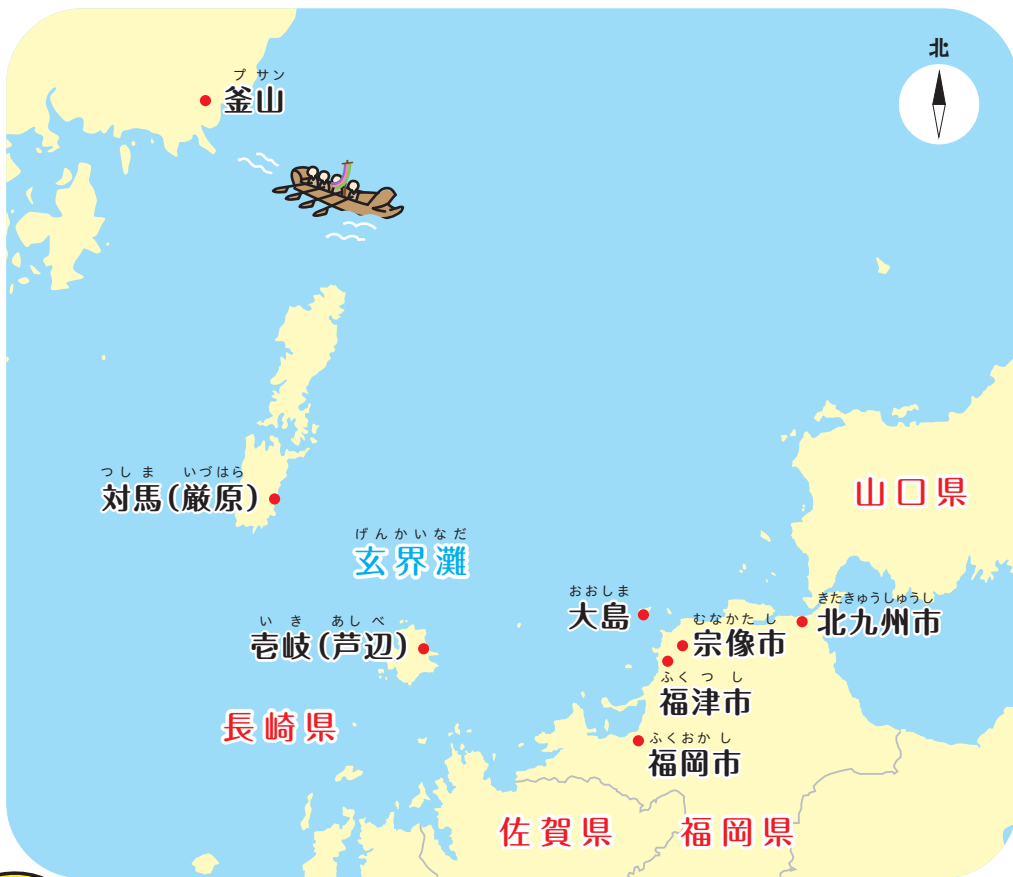 北
プサン
釜山
つしま いづはら
対馬(厳原)
げんかいなだ
玄界灘
山口県
おおしま
大島
きたきゅうしゅうし
北九州市
むなかたし
宗像市
いき あしべ
壱岐(芦辺)
ふくつし
福津市
長崎県
ふくおかし
福岡市
佐賀県
福岡県